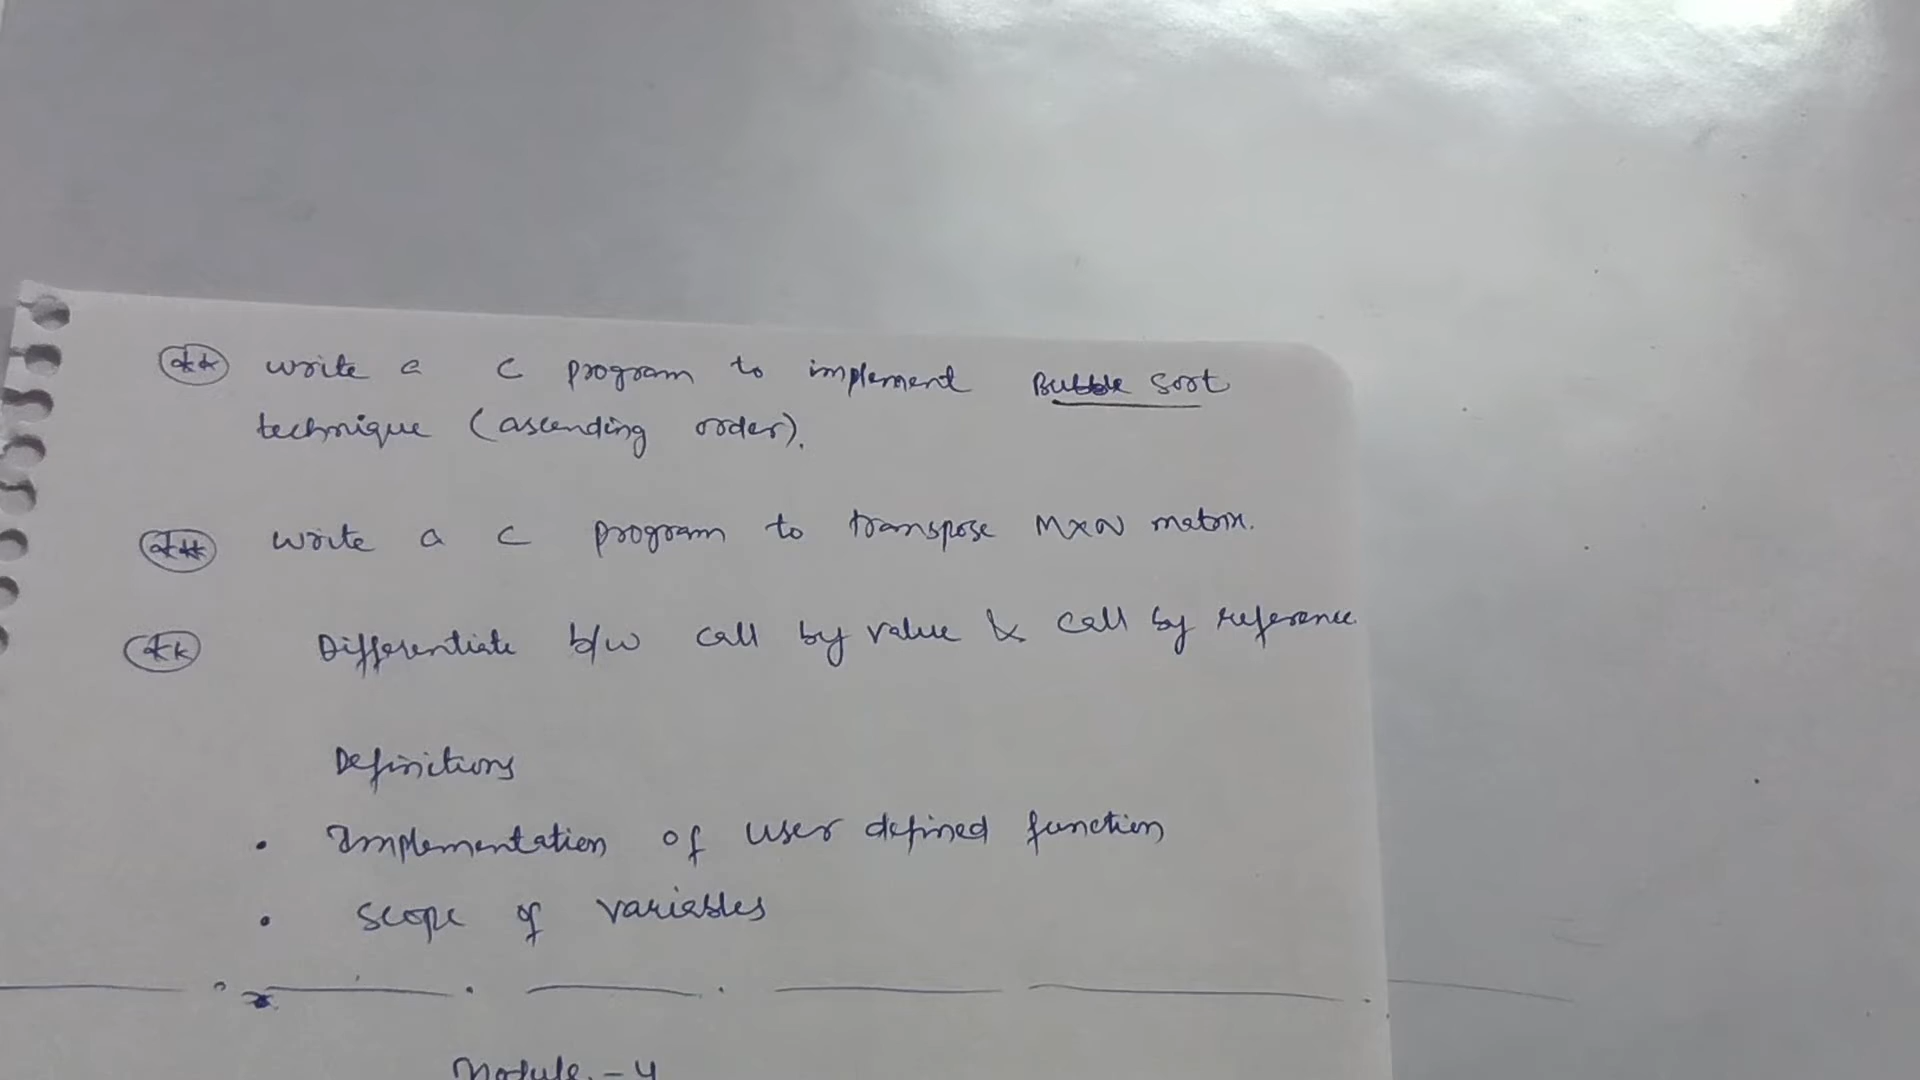 ** write a C program to implement Bubble sort
technique (ascending order).
** write a C program to transpose MxN matrix.
** Differentiate b/w call by value & call by reference.
Definitions
• Implementation of user defined function
• scope of variables
Module - 4